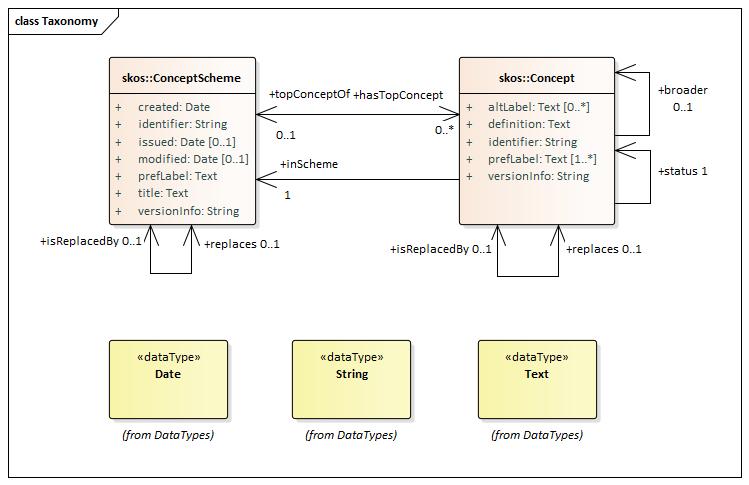 class Taxonomy
skos::ConceptScheme
+ created: Date
+ identifier: String
+ issued: Date [0..1]
+ modified: Date [0..1]
+ prefLabel: Text
+ title: Text
+ versionInfo: String
skos::Concept
+ altLabel: Text [0..*]
+ definition: Text
+ identifier: String
+ prefLabel: Text [1..*]
+ versionInfo: String
+topConceptOf +hasTopConcept
0..1 0..*
+inScheme
1
+broader
0..1
+status 1
+isReplacedBy 0..1 +replaces 0..1
+isReplacedBy 0..1 +replaces 0..1
«dataType»
Date
(from DataTypes)
«dataType»
String
(from DataTypes)
«dataType»
Text
(from DataTypes)